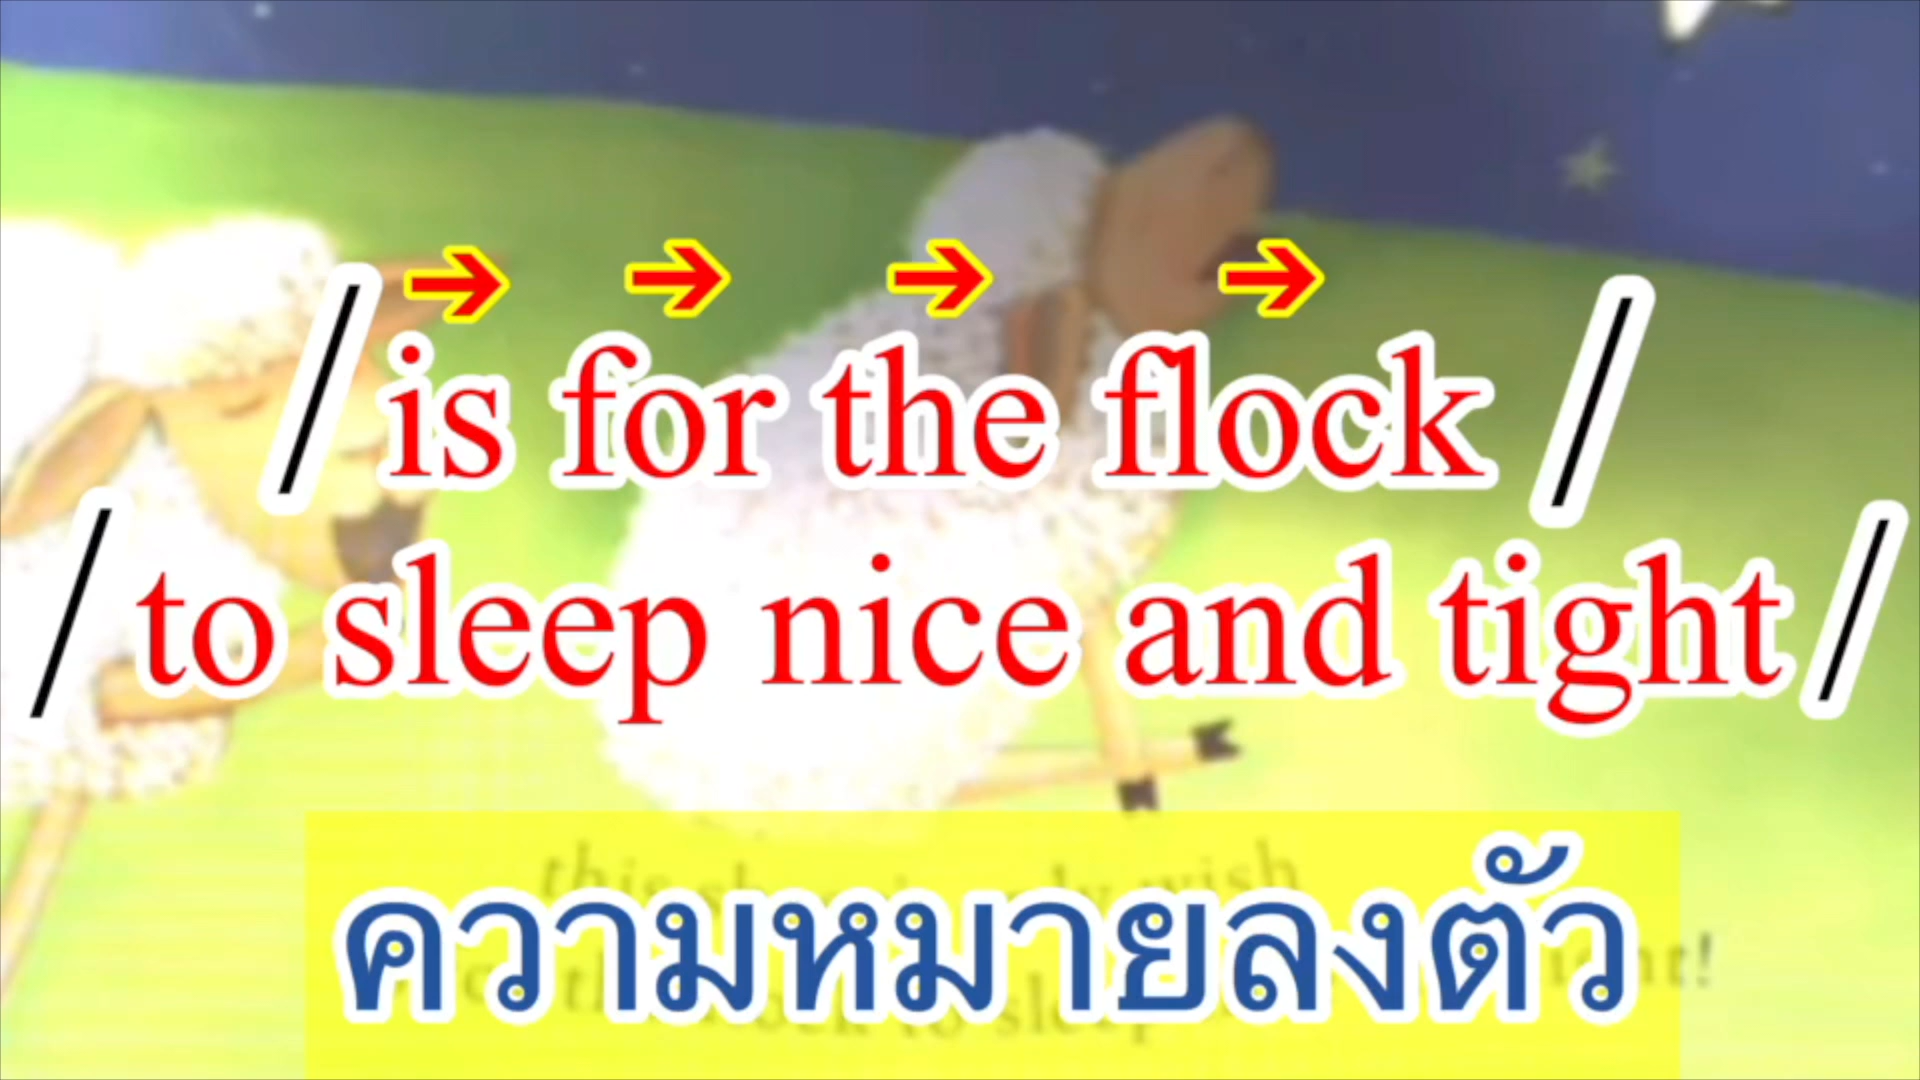 / is for the flock /
/ to sleep nice and tight /
ความหมายลงตัว